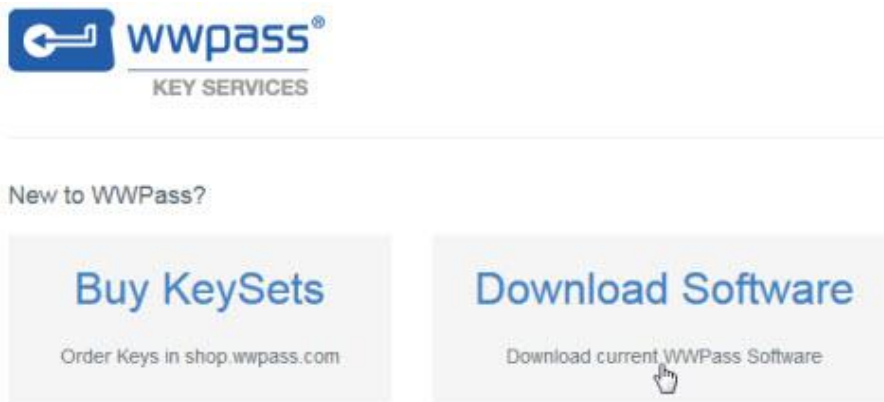 wwpass®
KEY SERVICES
New to WWPass?
Buy KeySets
Order Keys in shop.wwpass.com
Download Software
Download current WWPass Software